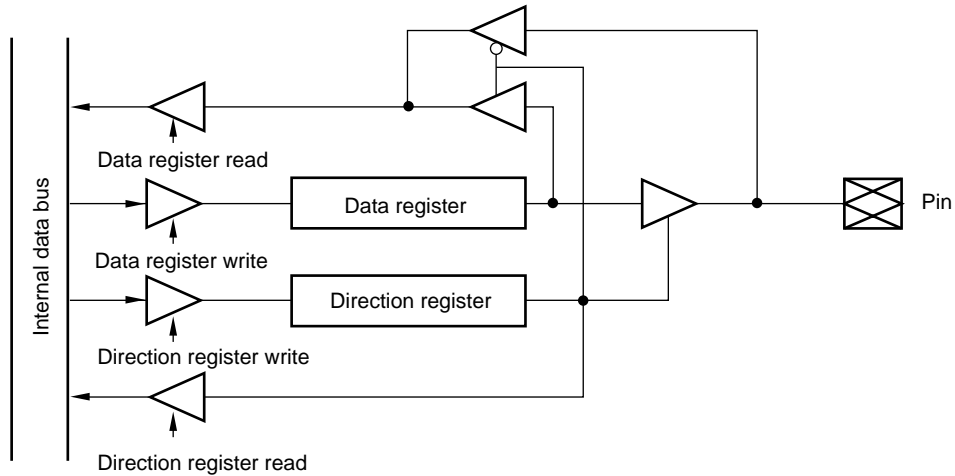 Internal data bus
Data register read
Data register
Pin
Data register write
Direction register
Direction register write
Direction register read